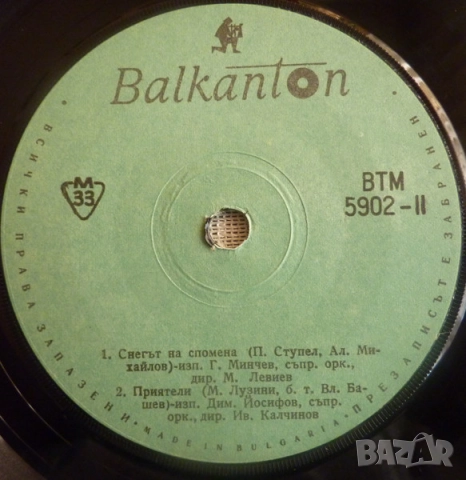 Balkanton
М
33
ВТМ
5902-II
1. Снегът на спомена (П. Ступел, Ал. Ми-
хайлов)-изп. Г. Минчев, съпр. орк.,
дир. М. Левиев
2. Приятели (М. Лузини, б. т. Вл. Ба-
шев)-изп. Дим. Йосифов, съпр.
орк., дир. Ив. Калчинов
ВСИЧКИ ПРАВА ЗАПАЗЕНИ • MADE IN BULGARIA • ПРЕЗАПИСЪТ Е ЗАБРАНЕН
BAZAR
bg